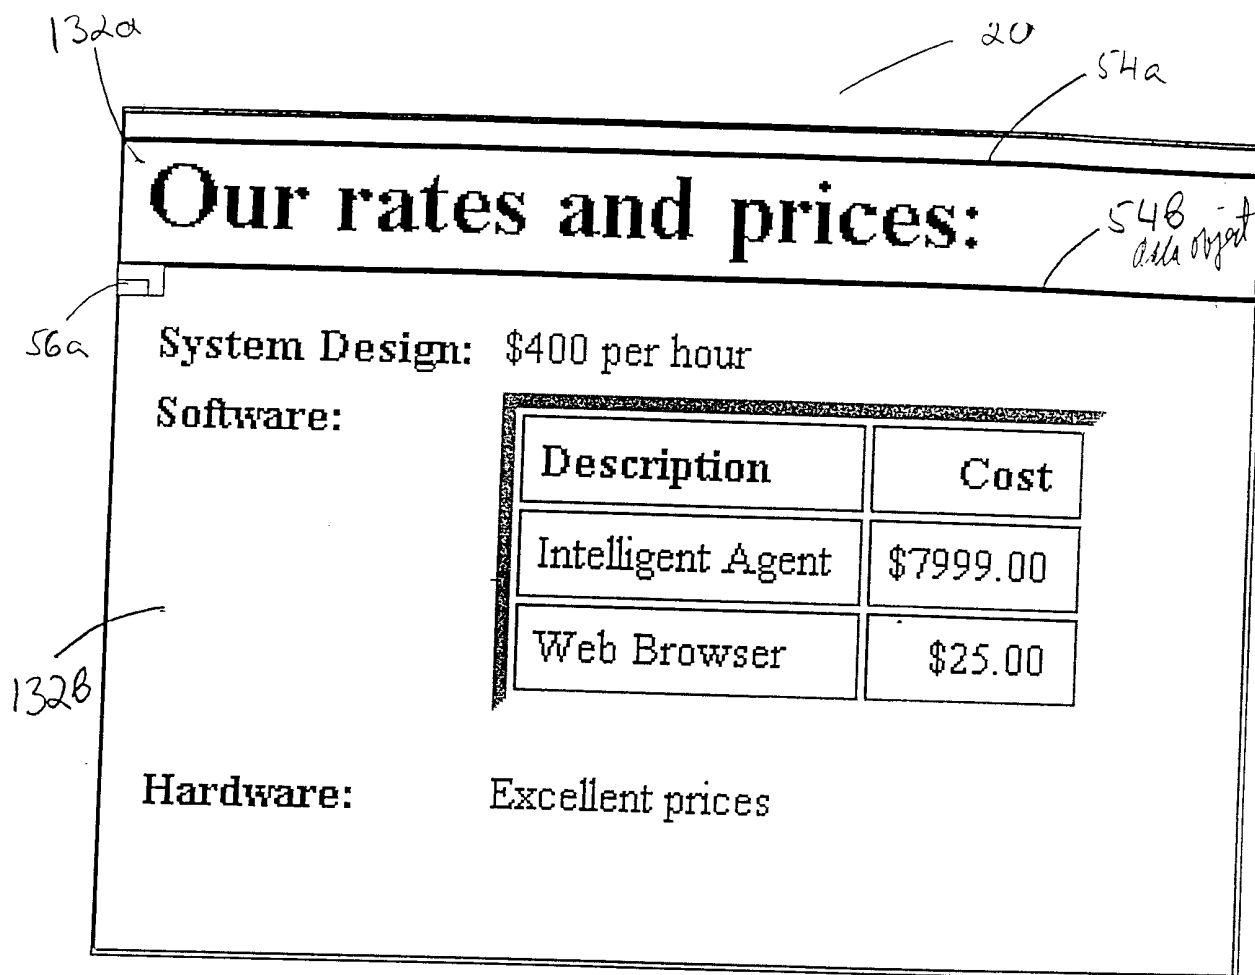 132a
20
54a
Our rates and prices:
54B
data object
56a
System Design: $400 per hour
Software:
Description Cost
Intelligent Agent $7999.00
Web Browser $25.00
132B
Hardware: Excellent prices